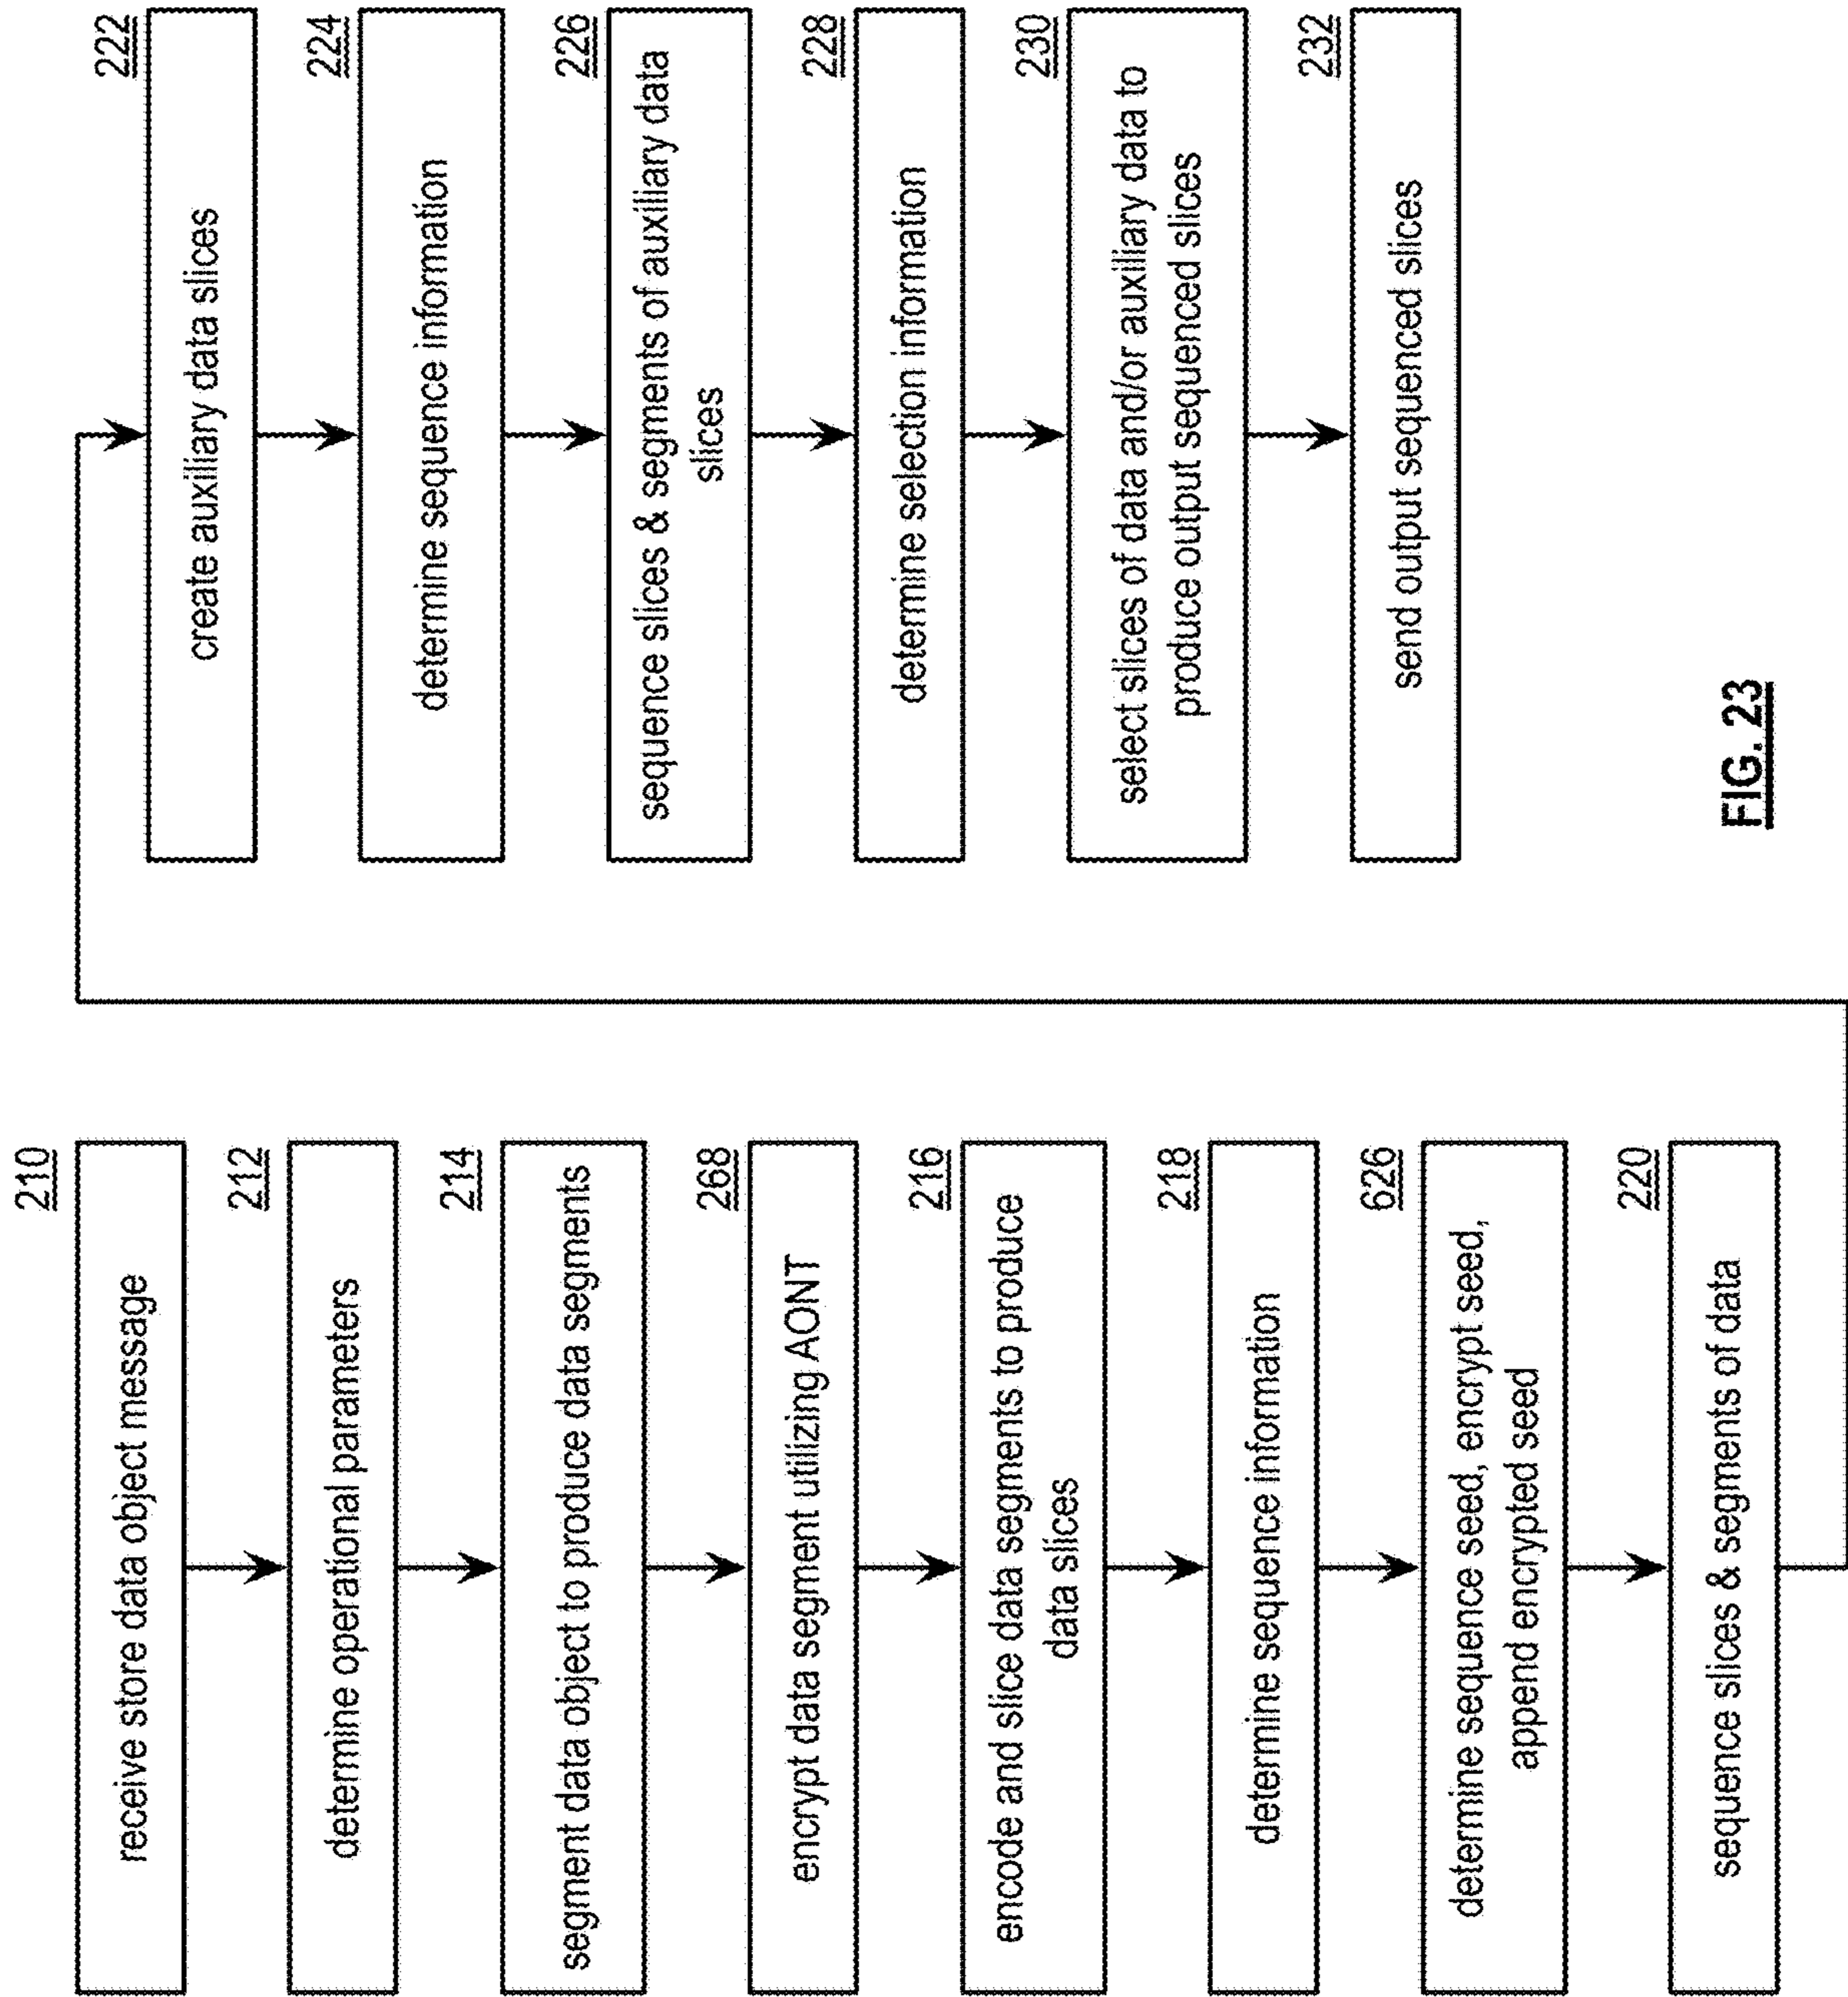 210
receive store data object message
212
determine operational parameters
214
segment data object to produce data segments
268
encrypt data segment utilizing AONT
216
encode and slice data segments to produce
data slices
218
determine sequence information
626
determine sequence seed, encrypt seed,
append encrypted seed
220
sequence slices & segments of data
222
create auxiliary data slices
224
determine sequence information
226
sequence slices & segments of auxiliary data
slices
228
determine selection information
230
select slices of data and/or auxiliary data to
produce output sequenced slices
232
send output sequenced slices
FIG. 23